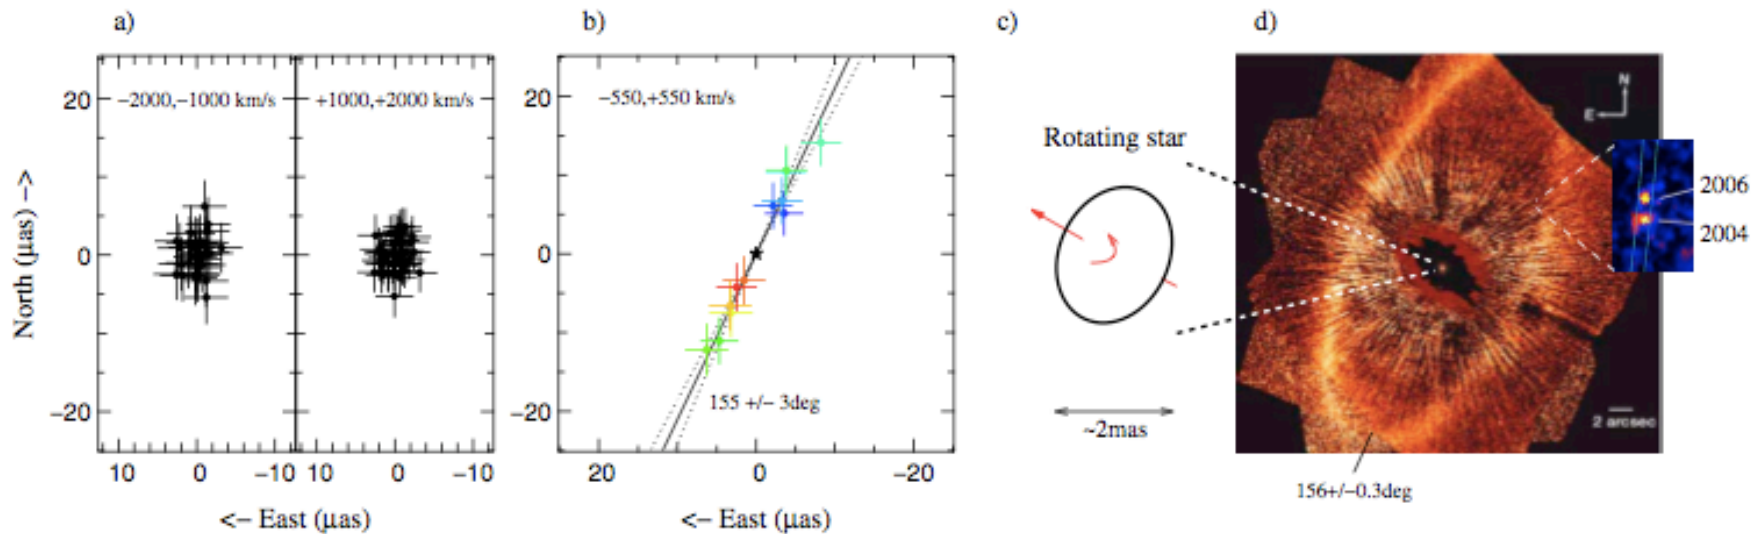 a)
b)
c)
d)
−2000,−1000 km/s
+1000,+2000 km/s
20
0
−20
North (μas) −>
10
0
−10
10
0
−10
<− East (μas)
−550,+550 km/s
20
0
−20
155 +/− 3deg
20
0
−20
<− East (μas)
Rotating star
~2mas
N
E
2006
2004
2 arcsec
156+/−0.3deg